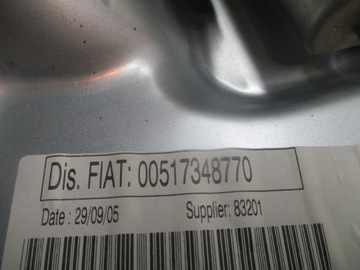 Dis. FIAT: 00517348770
Date : 29/09/05 Supplier: 83201